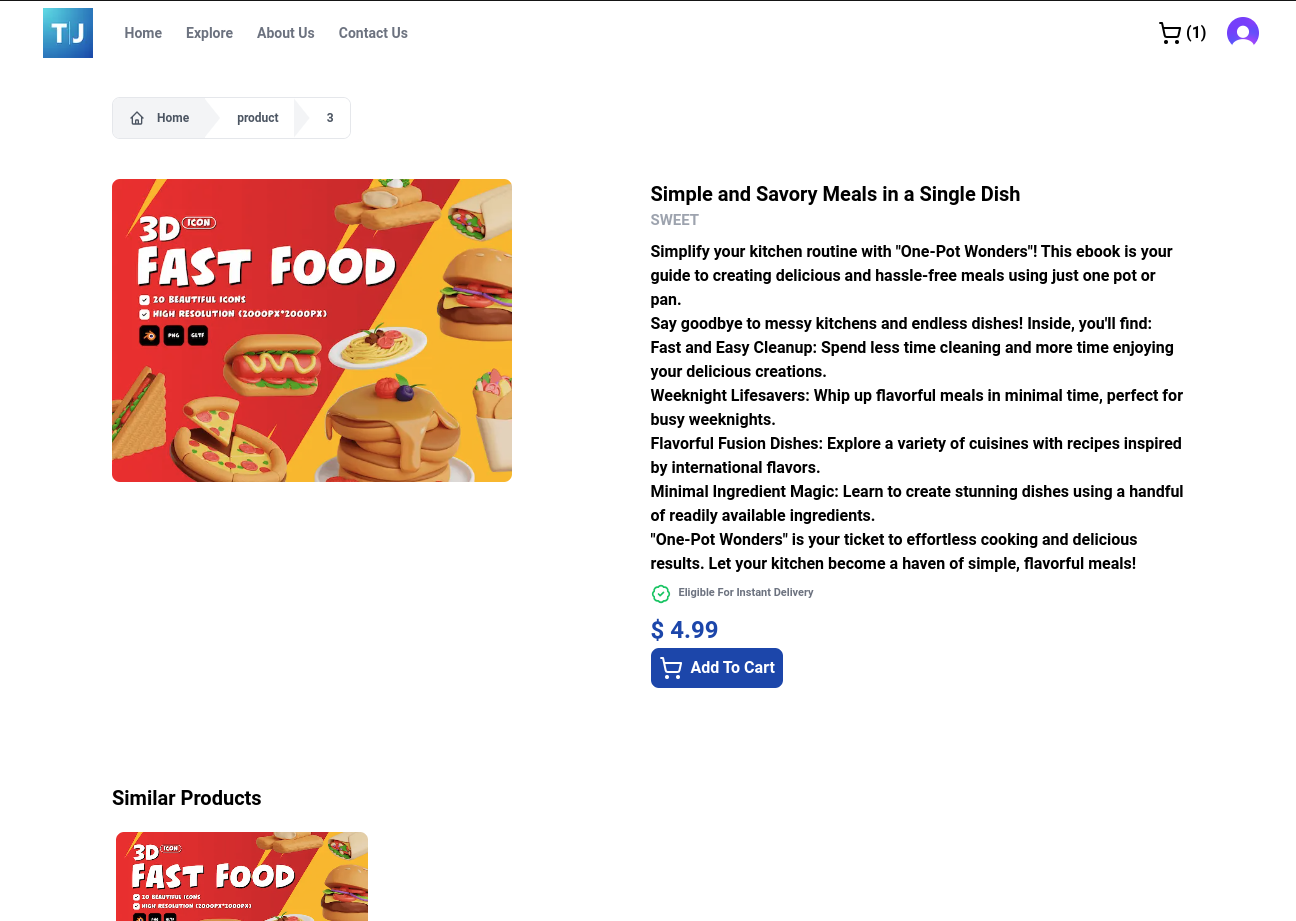 T|J
Home
Explore
About Us
Contact Us
(1)
Home
product
3
3D ICON
FAST FOOD
20 BEAUTIFUL ICONS
HIGH RESOLUTION (2000PX*2000PX)
PNG
GLTF
Simple and Savory Meals in a Single Dish
SWEET
Simplify your kitchen routine with "One-Pot Wonders"! This ebook is your
guide to creating delicious and hassle-free meals using just one pot or
pan.
Say goodbye to messy kitchens and endless dishes! Inside, you'll find:
Fast and Easy Cleanup: Spend less time cleaning and more time enjoying
your delicious creations.
Weeknight Lifesavers: Whip up flavorful meals in minimal time, perfect for
busy weeknights.
Flavorful Fusion Dishes: Explore a variety of cuisines with recipes inspired
by international flavors.
Minimal Ingredient Magic: Learn to create stunning dishes using a handful
of readily available ingredients.
"One-Pot Wonders" is your ticket to effortless cooking and delicious
results. Let your kitchen become a haven of simple, flavorful meals!
Eligible For Instant Delivery
$ 4.99
Add To Cart
Similar Products
3D ICON
FAST FOOD
20 BEAUTIFUL ICONS
HIGH RESOLUTION (2000PX*2000PX)